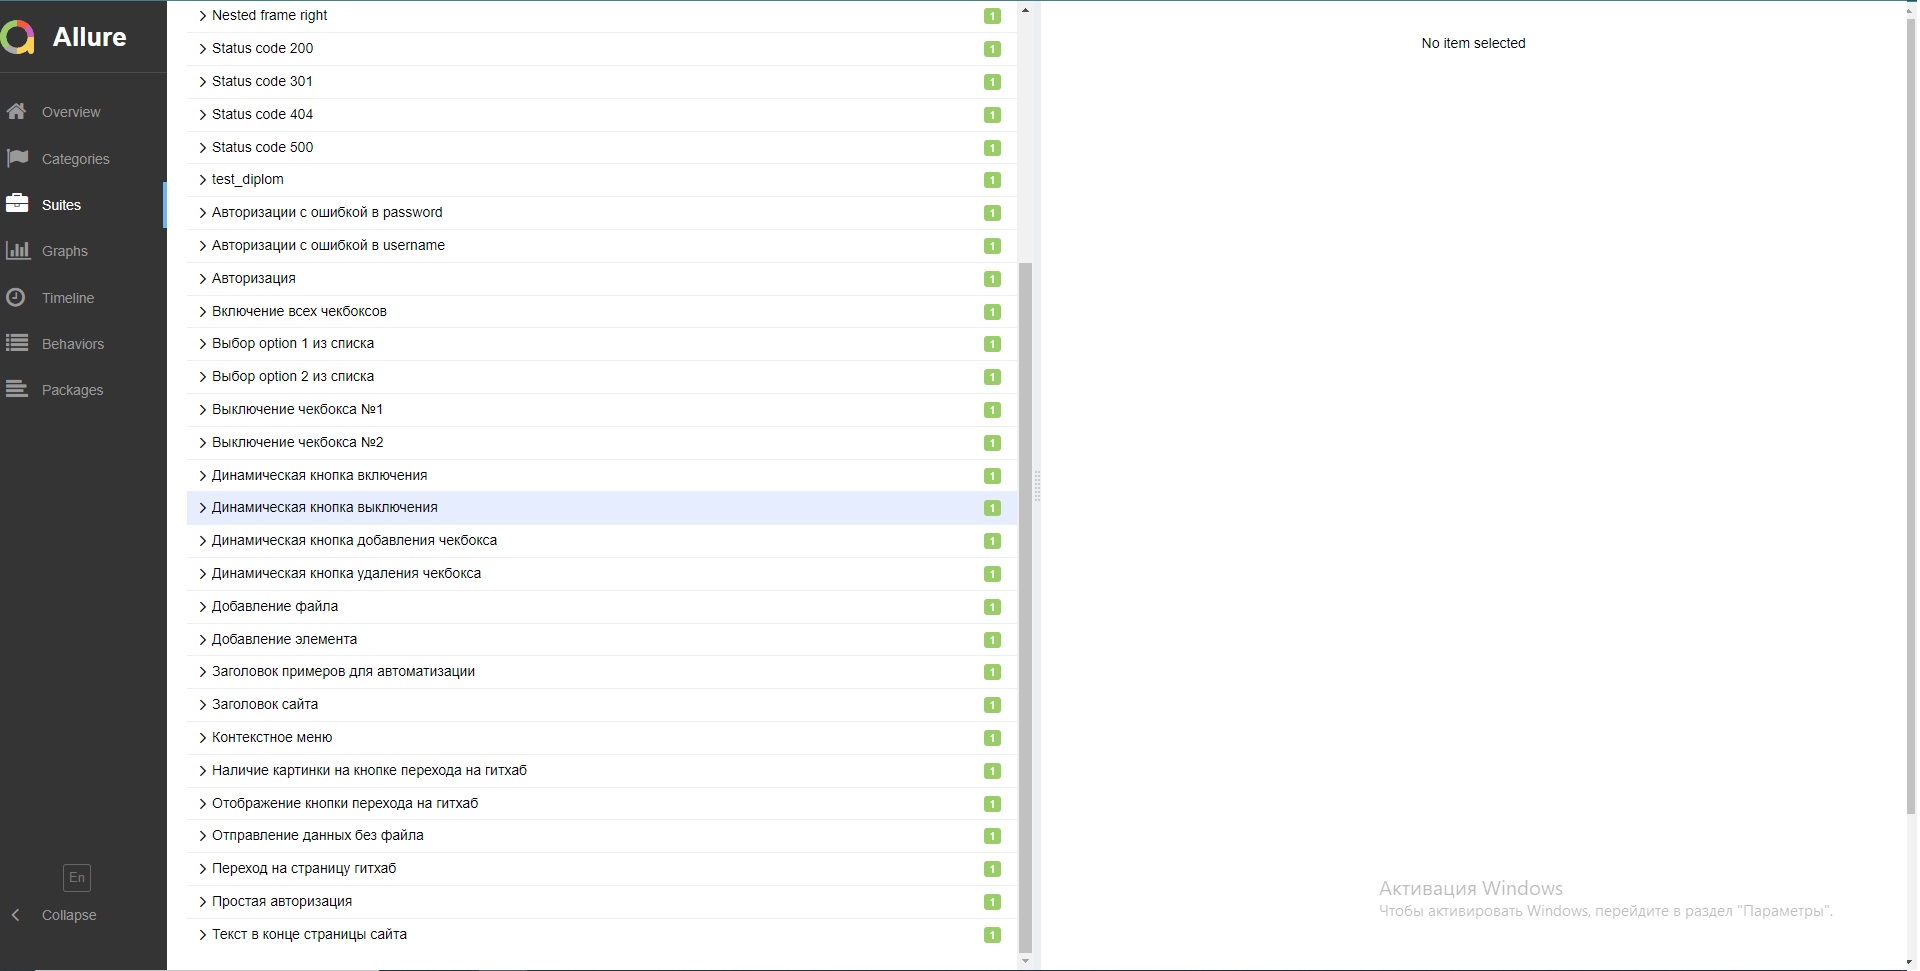 Allure
Overview
Categories
Suites
Graphs
Timeline
Behaviors
Packages
En
Collapse
Nested frame right 1
Status code 200 1
Status code 301 1
Status code 404 1
Status code 500 1
test_diplom 1
Авторизации с ошибкой в password 1
Авторизации с ошибкой в username 1
Авторизация 1
Включение всех чекбоксов 1
Выбор option 1 из списка 1
Выбор option 2 из списка 1
Выключение чекбокса №1 1
Выключение чекбокса №2 1
Динамическая кнопка включения 1
Динамическая кнопка выключения 1
Динамическая кнопка добавления чекбокса 1
Динамическая кнопка удаления чекбокса 1
Добавление файла 1
Добавление элемента 1
Заголовок примеров для автоматизации 1
Заголовок сайта 1
Контекстное меню 1
Наличие картинки на кнопке перехода на гитхаб 1
Отображение кнопки перехода на гитхаб 1
Отправление данных без файла 1
Переход на страницу гитхаб 1
Простая авторизация 1
Текст в конце страницы сайта 1
No item selected
Активация Windows
Чтобы активировать Windows, перейдите в раздел "Параметры".